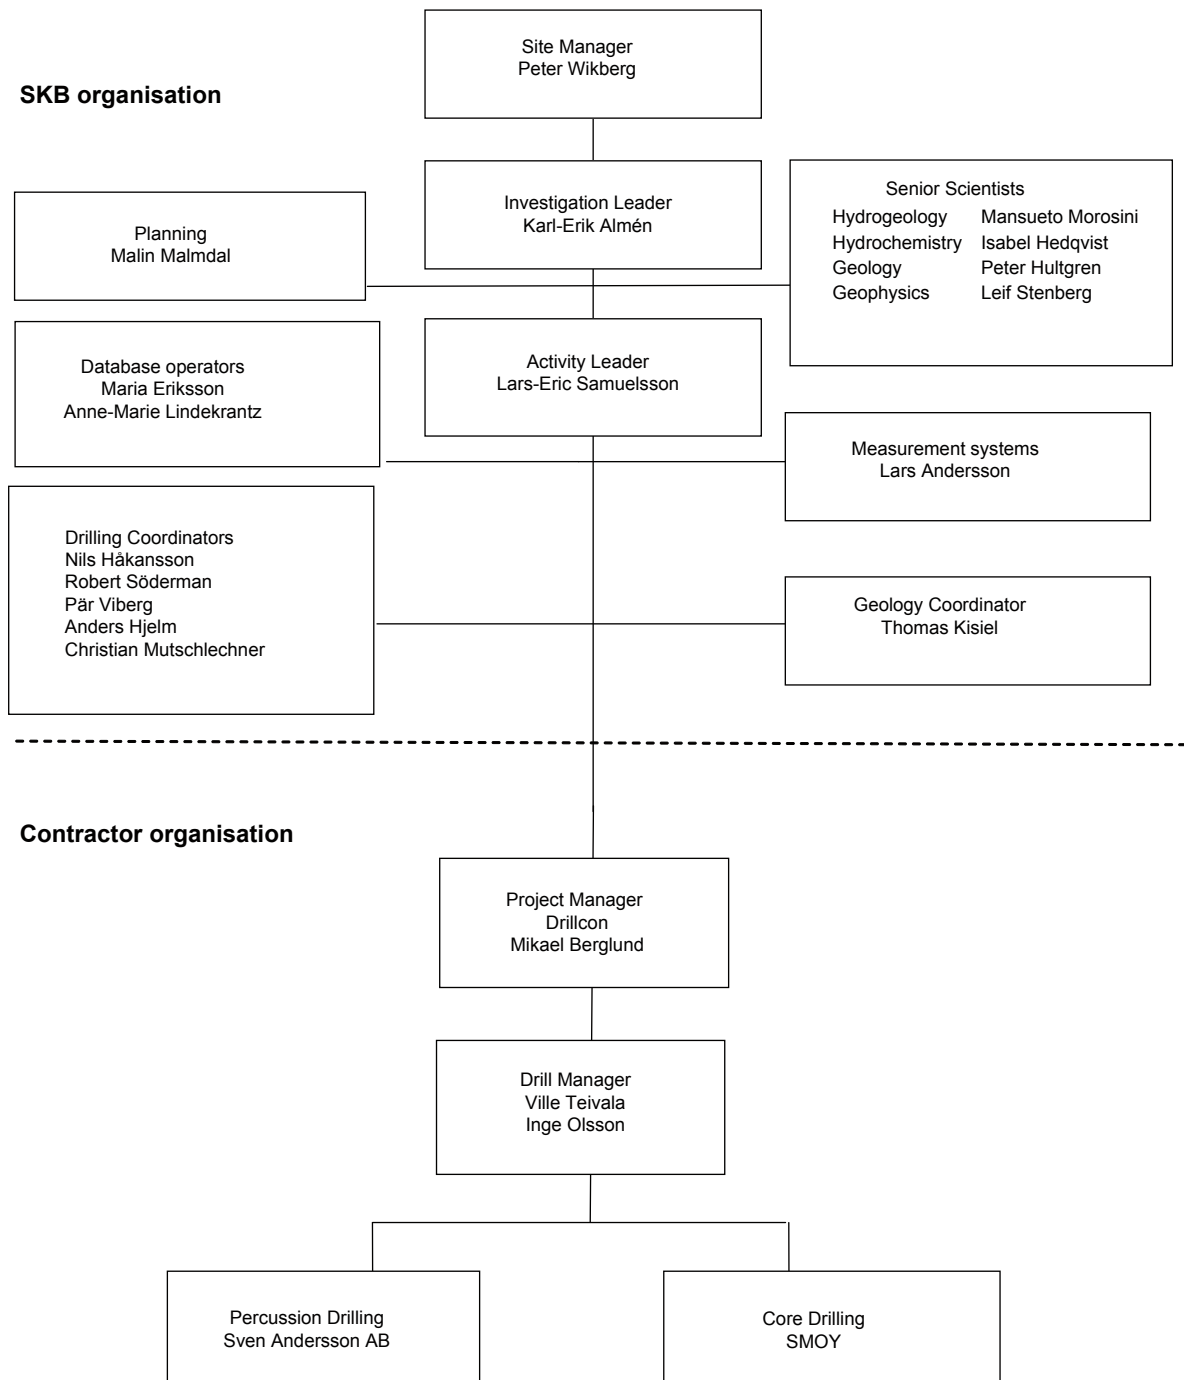 Site Manager
Peter Wikberg
SKB organisation
Investigation Leader
Karl-Erik Almén
Senior Scientists
Hydrogeology Mansueto Morosini
Hydrochemistry Isabel Hedqvist
Geology Peter Hultgren
Geophysics Leif Stenberg
Planning
Malin Malmdal
Database operators
Maria Eriksson
Anne-Marie Lindekrantz
Activity Leader
Lars-Eric Samuelsson
Measurement systems
Lars Andersson
Drilling Coordinators
Nils Håkansson
Robert Söderman
Pär Viberg
Anders Hjelm
Christian Mutschlechner
Geology Coordinator
Thomas Kisiel
Contractor organisation
Project Manager
Drillcon
Mikael Berglund
Drill Manager
Ville Teivala
Inge Olsson
Percussion Drilling
Sven Andersson AB
Core Drilling
SMOY